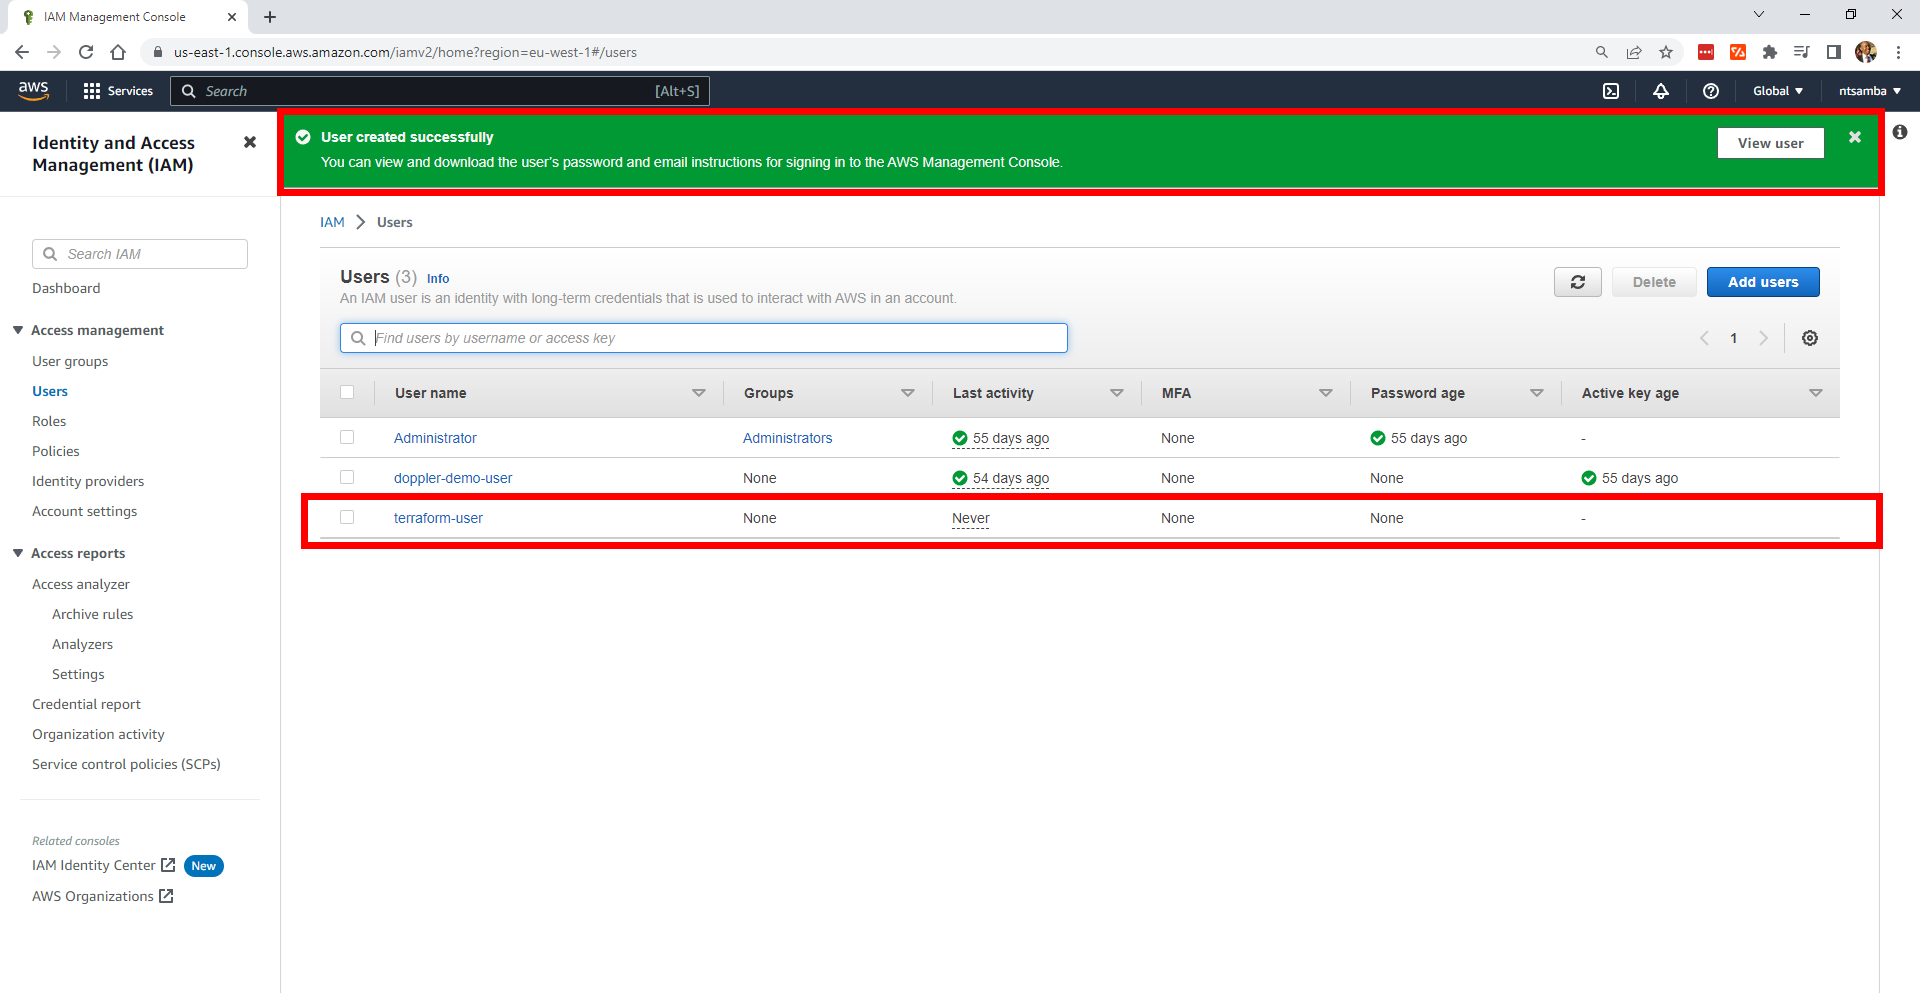 IAM Management Console
us-east-1.console.aws.amazon.com/iamv2/home?region=eu-west-1#/users
aws Services Search [Alt+S] Global ntsamba
Identity and Access
Management (IAM)
Search IAM
Dashboard
Access management
User groups
Users
Roles
Policies
Identity providers
Account settings
Access reports
Access analyzer
Archive rules
Analyzers
Settings
Credential report
Organization activity
Service control policies (SCPs)
Related consoles
IAM Identity Center New
AWS Organizations
User created successfully
You can view and download the user's password and email instructions for signing in to the AWS Management Console.
View user
IAM Users
Users (3) Info
An IAM user is an identity with long-term credentials that is used to interact with AWS in an account.
Delete Add users
Find users by username or access key
1
User name Groups Last activity MFA Password age Active key age
Administrator Administrators 55 days ago None 55 days ago -
doppler-demo-user None 54 days ago None None 55 days ago
terraform-user None Never None None -